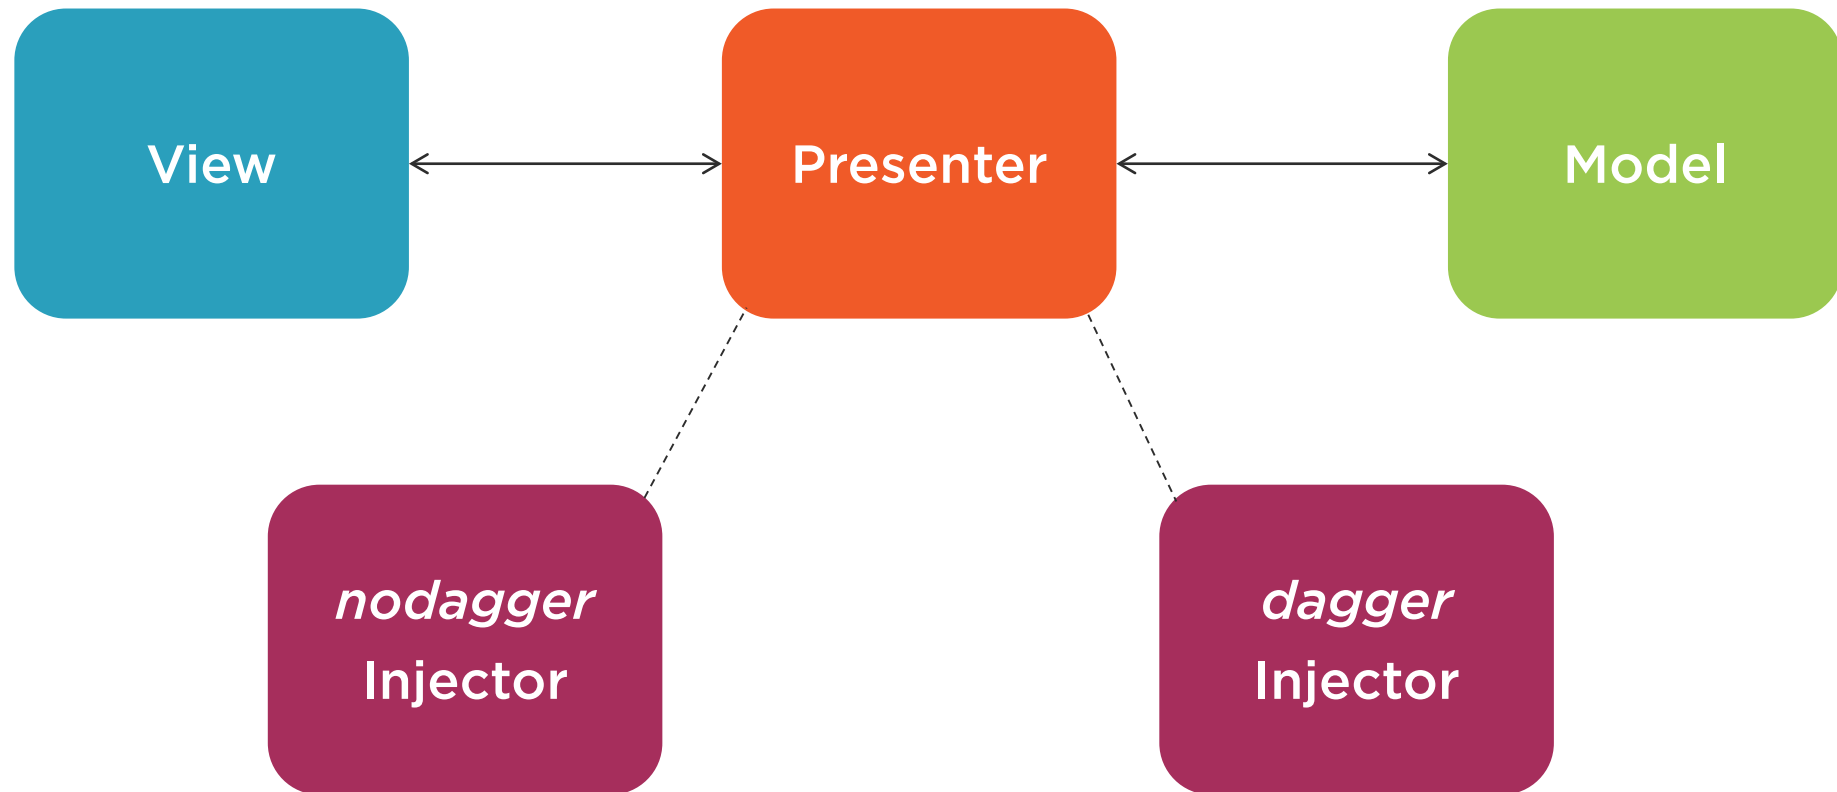 View
Presenter
Model
nodagger
Injector
dagger
Injector